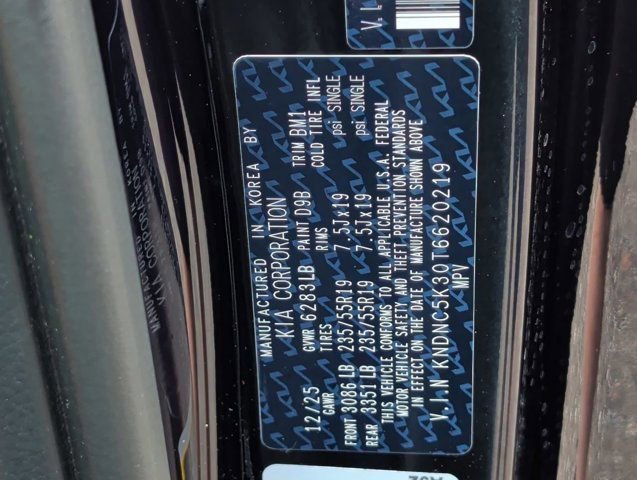 MANUFACTURED IN KOREA BY
KIA CORPORATION
12/25 GVWR 6283LB PAINT D9B TRIM BM1
GAWR TIRES RIMS COLD TIRE INFL
FRONT 3086 LB 235/55R19 7.5Jx19 psi SINGLE
REAR 3351 LB 235/55R19 7.5Jx19 psi SINGLE
THIS VEHICLE CONFORMS TO ALL APPLICABLE U.S.A. FEDERAL
MOTOR VEHICLE SAFETY AND THEFT PREVENTION STANDARDS
IN EFFECT ON THE DATE OF MANUFACTURE SHOWN ABOVE
V.I.N KNDNC5K30T6620219
MPV